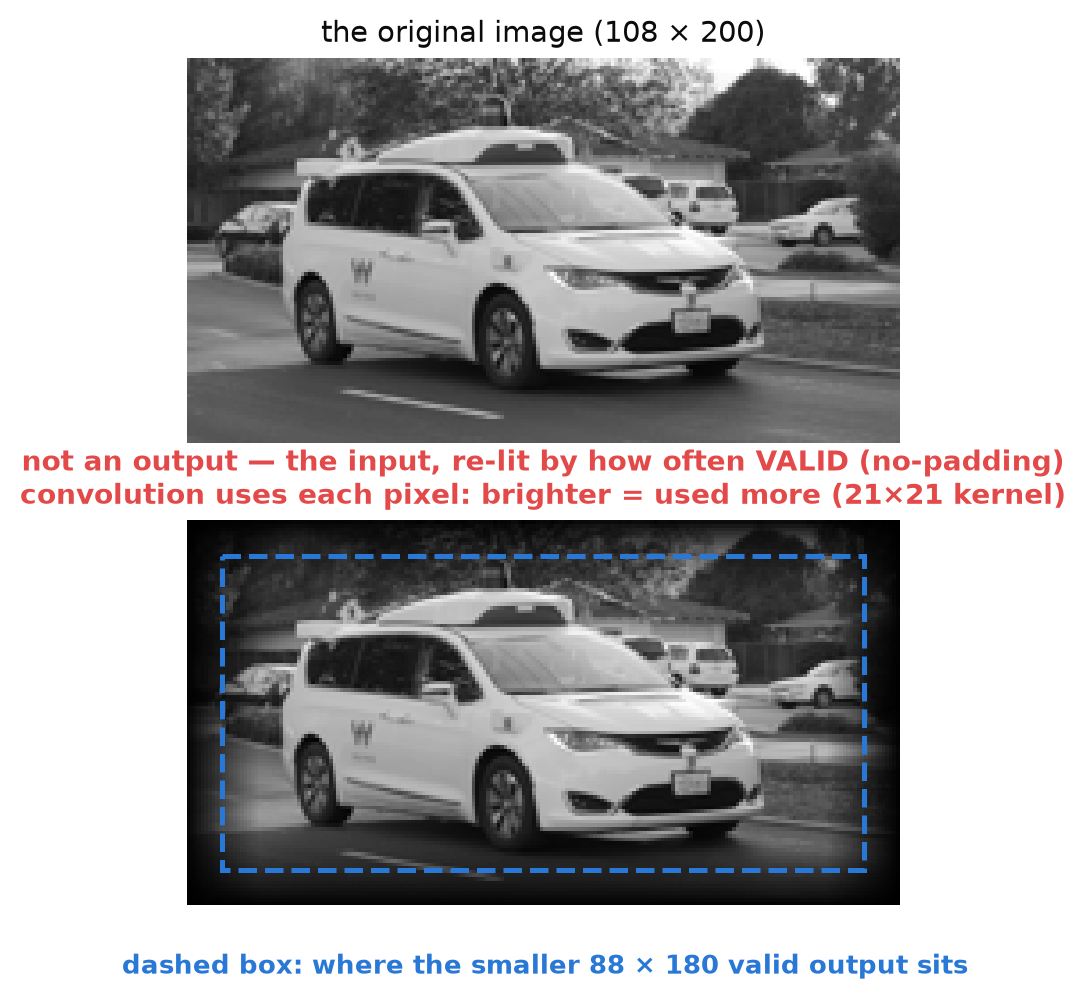 the original image (108 × 200)
not an output — the input, re-lit by how often VALID (no-padding)
convolution uses each pixel: brighter = used more (21×21 kernel)
dashed box: where the smaller 88 × 180 valid output sits